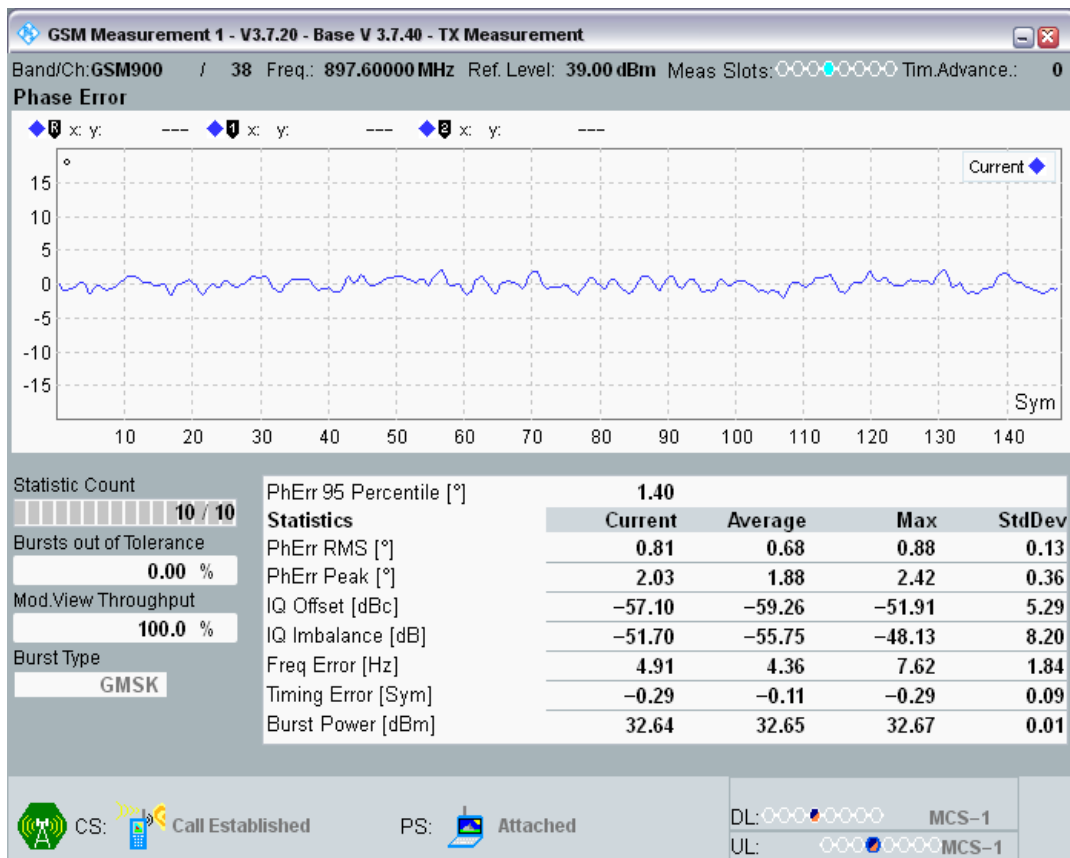 GSM Measurement 1 - V3.7.20 - Base V 3.7.40 - TX Measurement
Band/Ch:GSM900 / 38 Freq.: 897.60000 MHz Ref. Level: 39.00 dBm Meas Slots: Tim.Advance.: 0
Phase Error
R x: y: --- 1 x: y: --- 2 x: y: ---
°
Current
15
10
5
0
-5
-10
-15
Sym
10 20 30 40 50 60 70 80 90 100 110 120 130 140
Statistic Count
10 / 10
Bursts out of Tolerance
0.00 %
Mod.View Throughput
100.0 %
Burst Type
GMSK
PhErr 95 Percentile [°] 1.40
Statistics Current Average Max StdDev
PhErr RMS [°] 0.81 0.68 0.88 0.13
PhErr Peak [°] 2.03 1.88 2.42 0.36
IQ Offset [dBc] −57.10 −59.26 −51.91 5.29
IQ Imbalance [dB] −51.70 −55.75 −48.13 8.20
Freq Error [Hz] 4.91 4.36 7.62 1.84
Timing Error [Sym] −0.29 −0.11 −0.29 0.09
Burst Power [dBm] 32.64 32.65 32.67 0.01
CS: Call Established PS: Attached
DL: MCS−1
UL: MCS−1